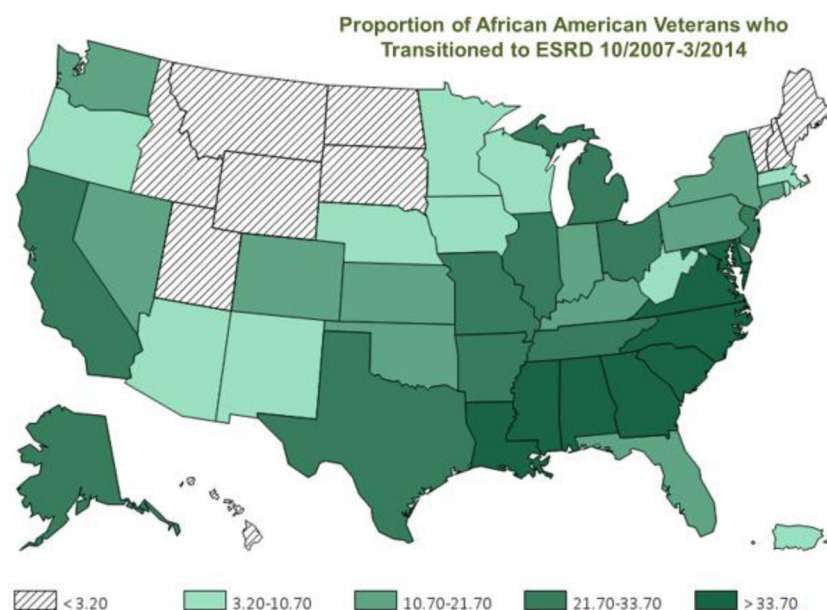 Proportion of African American Veterans who
Transitioned to ESRD 10/2007-3/2014
< 3.20
3.20-10.70
10.70-21.70
21.70-33.70
> 33.70